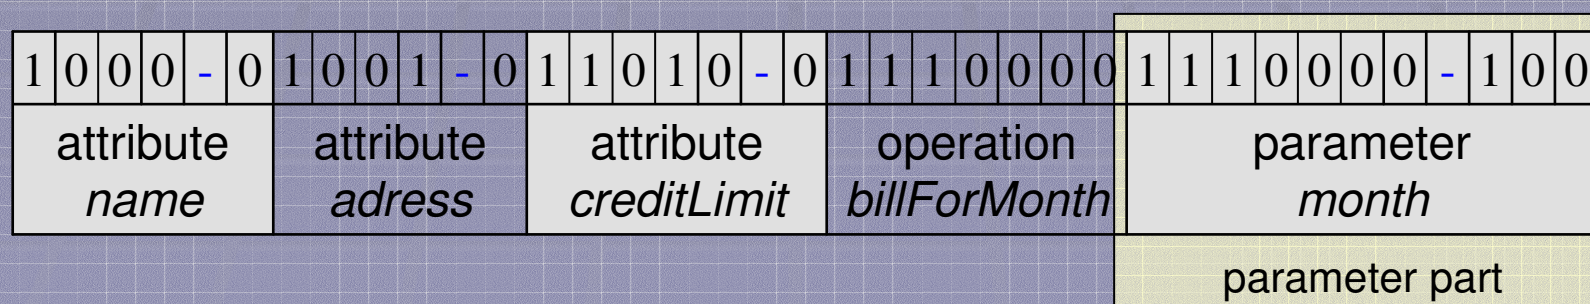 1 0 0 0 - 0 1 0 0 1 - 0 1 1 0 1 0 - 0 1 1 1 0 0 0 0 1 1 1 0 0 0 0 - 1 0 0
attribute attribute attribute operation parameter
name adress creditLimit billForMonth month
parameter part